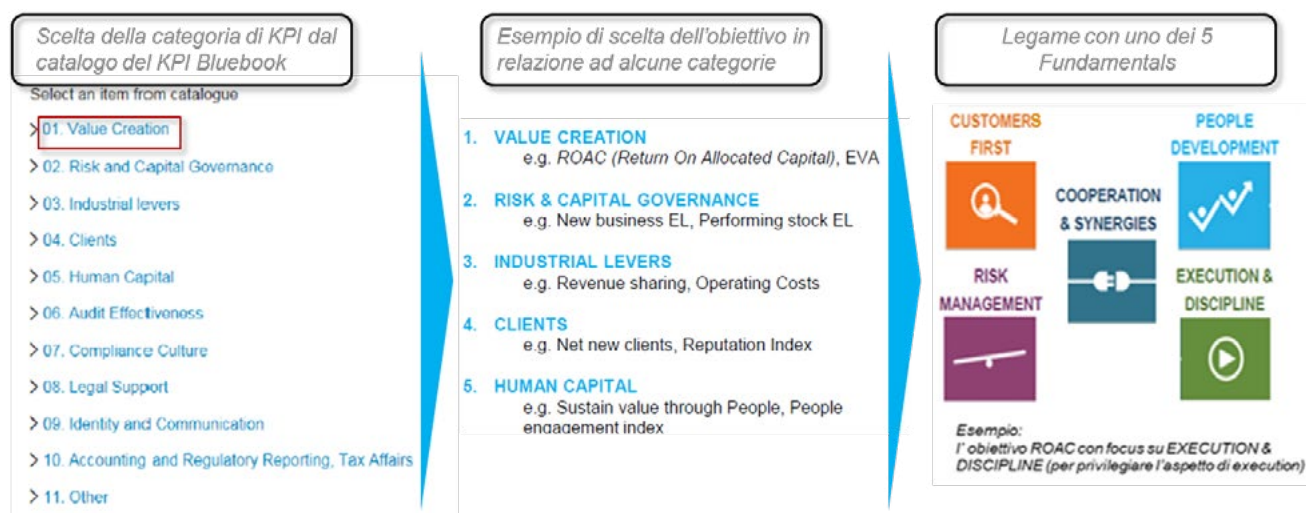 Scelta della categoria di KPI dal
catalogo del KPI Bluebook
Select an item from catalogue
01. Value Creation
02. Risk and Capital Governance
03. Industrial levers
04. Clients
05. Human Capital
06. Audit Effectiveness
07. Compliance Culture
08. Legal Support
09. Identity and Communication
10. Accounting and Regulatory Reporting, Tax Affairs
11. Other
Esempio di scelta dell'obiettivo in
relazione ad alcune categorie
1. VALUE CREATION
e.g. ROAC (Return On Allocated Capital), EVA
2. RISK & CAPITAL GOVERNANCE
e.g. New business EL, Performing stock EL
3. INDUSTRIAL LEVERS
e.g. Revenue sharing, Operating Costs
4. CLIENTS
e.g. Net new clients, Reputation Index
5. HUMAN CAPITAL
e.g. Sustain value through People, People
engagement index
Legame con uno dei 5
Fundamentals
CUSTOMERS
FIRST
PEOPLE
DEVELOPMENT
COOPERATION
& SYNERGIES
RISK
MANAGEMENT
EXECUTION &
DISCIPLINE
Esempio:
l' obiettivo ROAC con focus su EXECUTION &
DISCIPLINE (per privilegiare l'aspetto di execution)